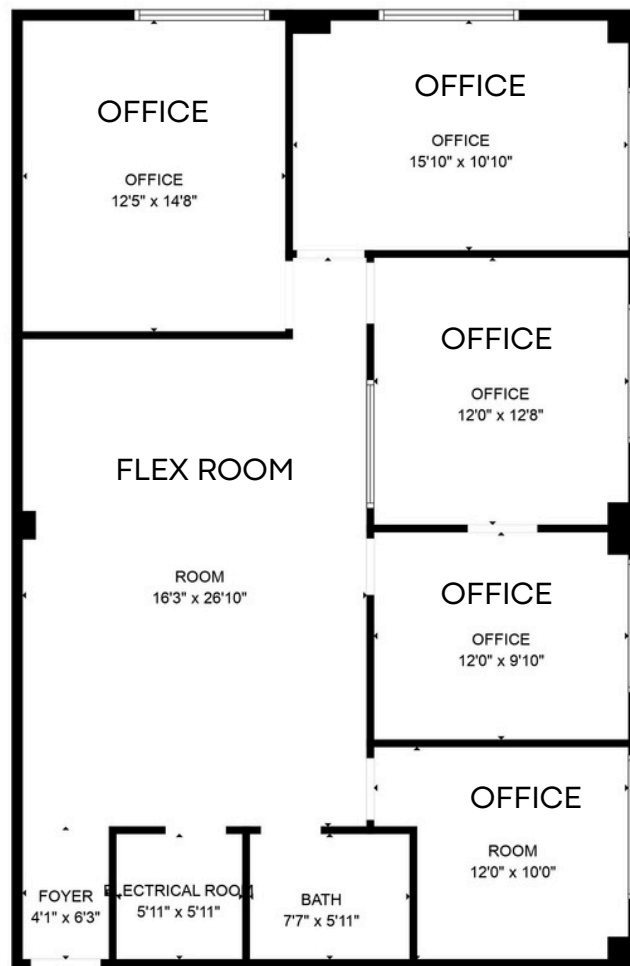 OFFICE
OFFICE
12'5" x 14'8"
OFFICE
OFFICE
15'10" x 10'10"
OFFICE
OFFICE
12'0" x 12'8"
FLEX ROOM
ROOM
16'3" x 26'10"
OFFICE
OFFICE
12'0" x 9'10"
OFFICE
ROOM
12'0" x 10'0"
FOYER
4'1" x 6'3"
ELECTRICAL ROOM
5'11" x 5'11"
BATH
7'7" x 5'11"